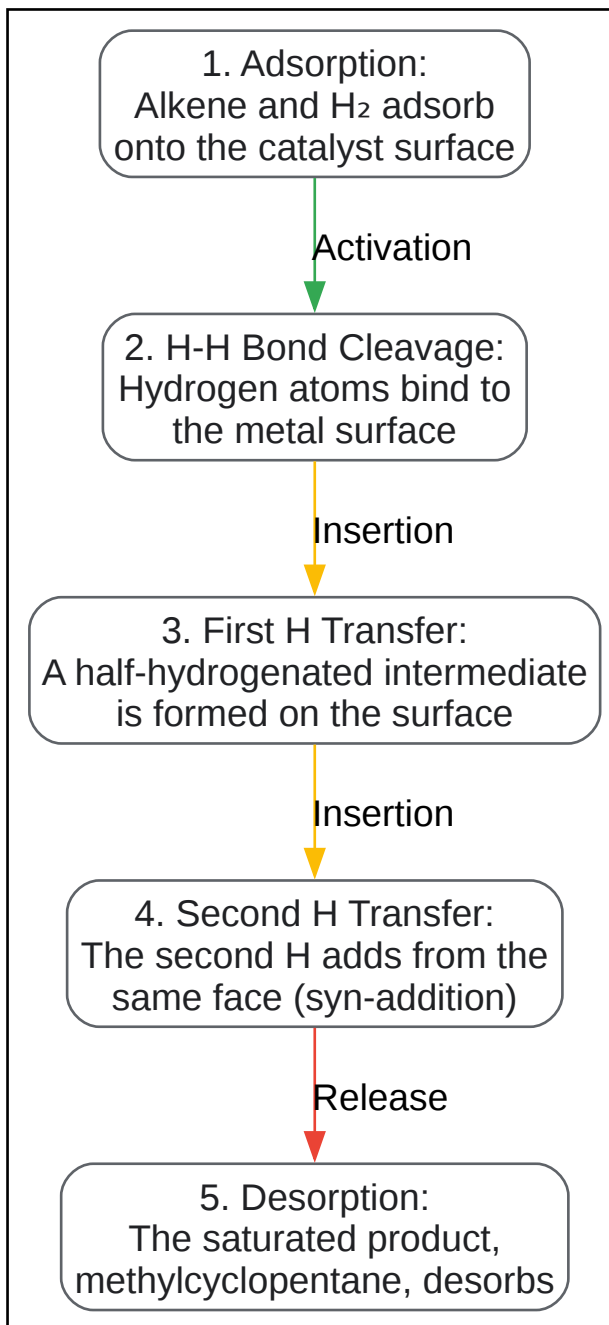 1. Adsorption:
Alkene and H₂ adsorb
onto the catalyst surface
Activation
2. H-H Bond Cleavage:
Hydrogen atoms bind to
the metal surface
Insertion
3. First H Transfer:
A half-hydrogenated intermediate
is formed on the surface
Insertion
4. Second H Transfer:
The second H adds from the
same face (syn-addition)
Release
5. Desorption:
The saturated product,
methylcyclopentane, desorbs